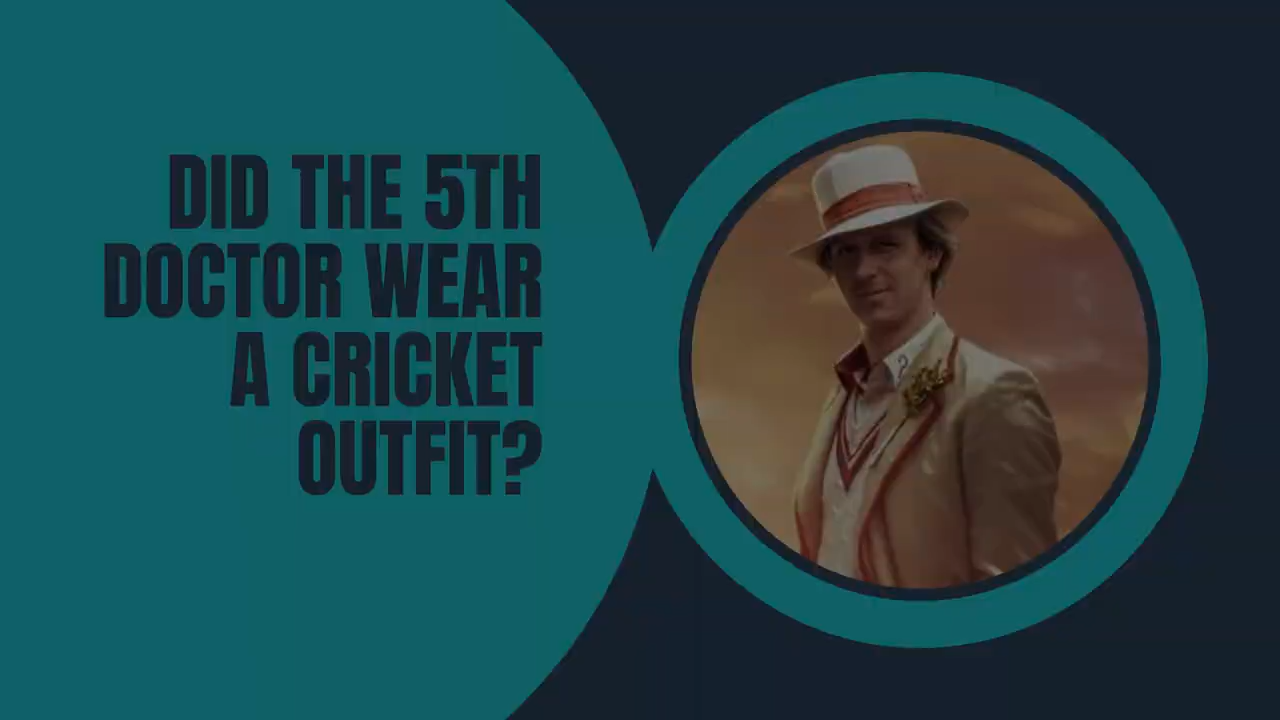 DID THE 5TH
DOCTOR WEAR
A CRICKET
OUTFIT?
?